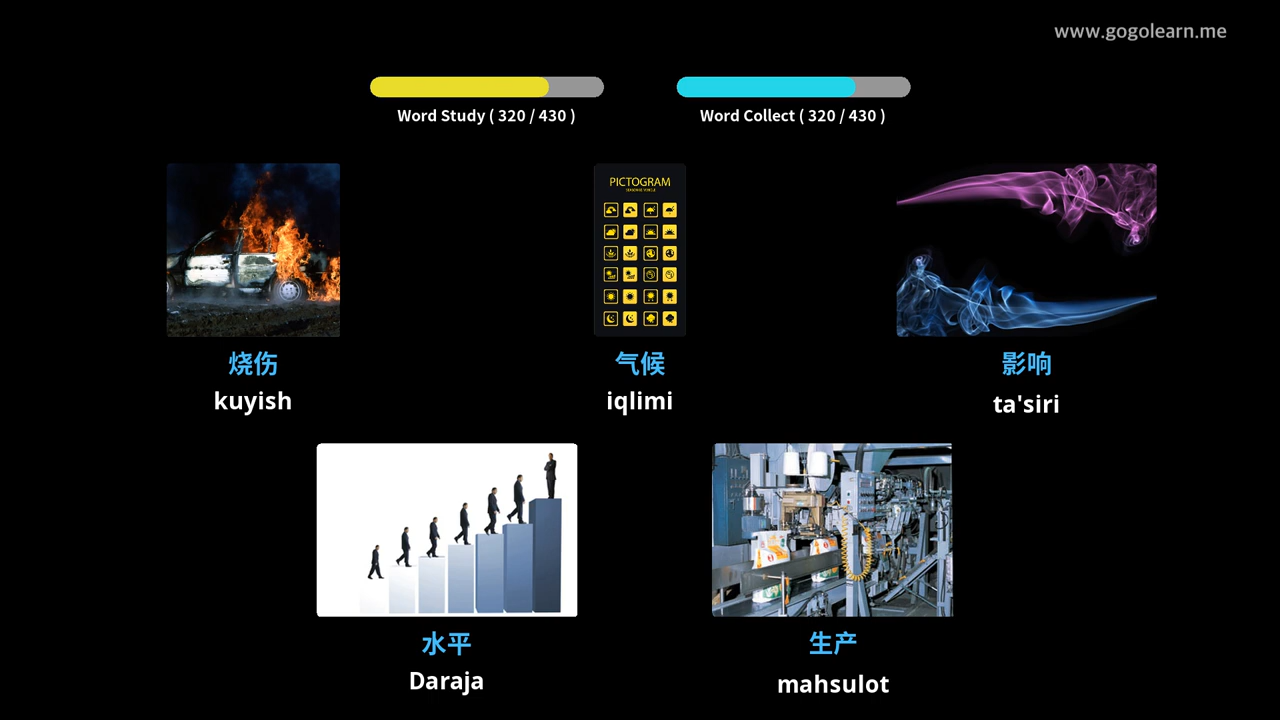 www.gogolearn.me
Word Study ( 320 / 430 )
Word Collect ( 320 / 430 )
PICTOGRAM
烧伤
气候
影响
kuyish
iqlimi
ta'siri
水平
生产
Daraja
mahsulot